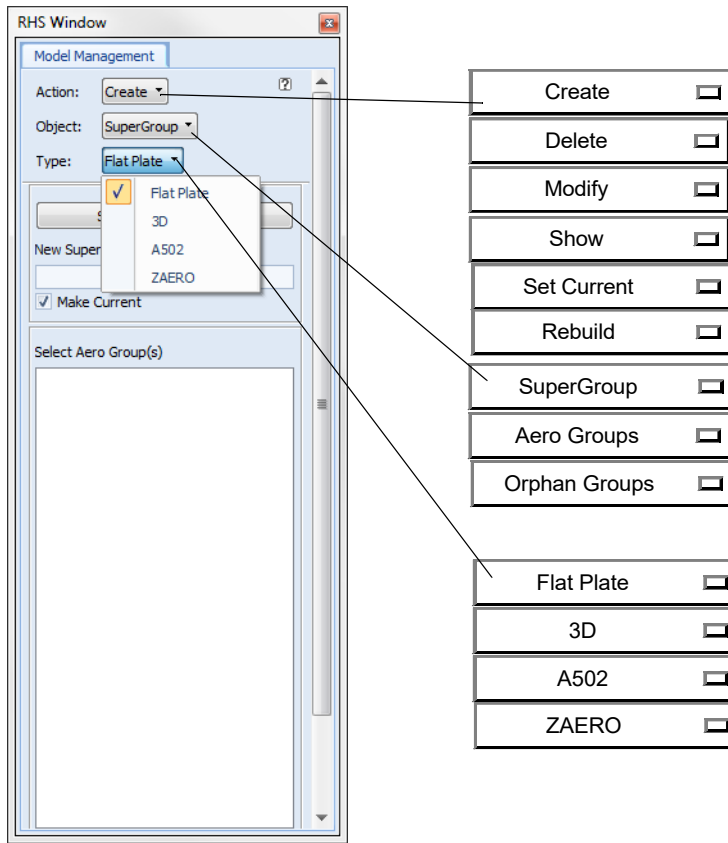 RHS Window
Model Management
Action: Create
Object: SuperGroup
Type: Flat Plate
Flat Plate
3D
A502
ZAERO
S
New Super
Make Current
Select Aero Group(s)
Create
Delete
Modify
Show
Set Current
Rebuild
SuperGroup
Aero Groups
Orphan Groups
Flat Plate
3D
A502
ZAERO